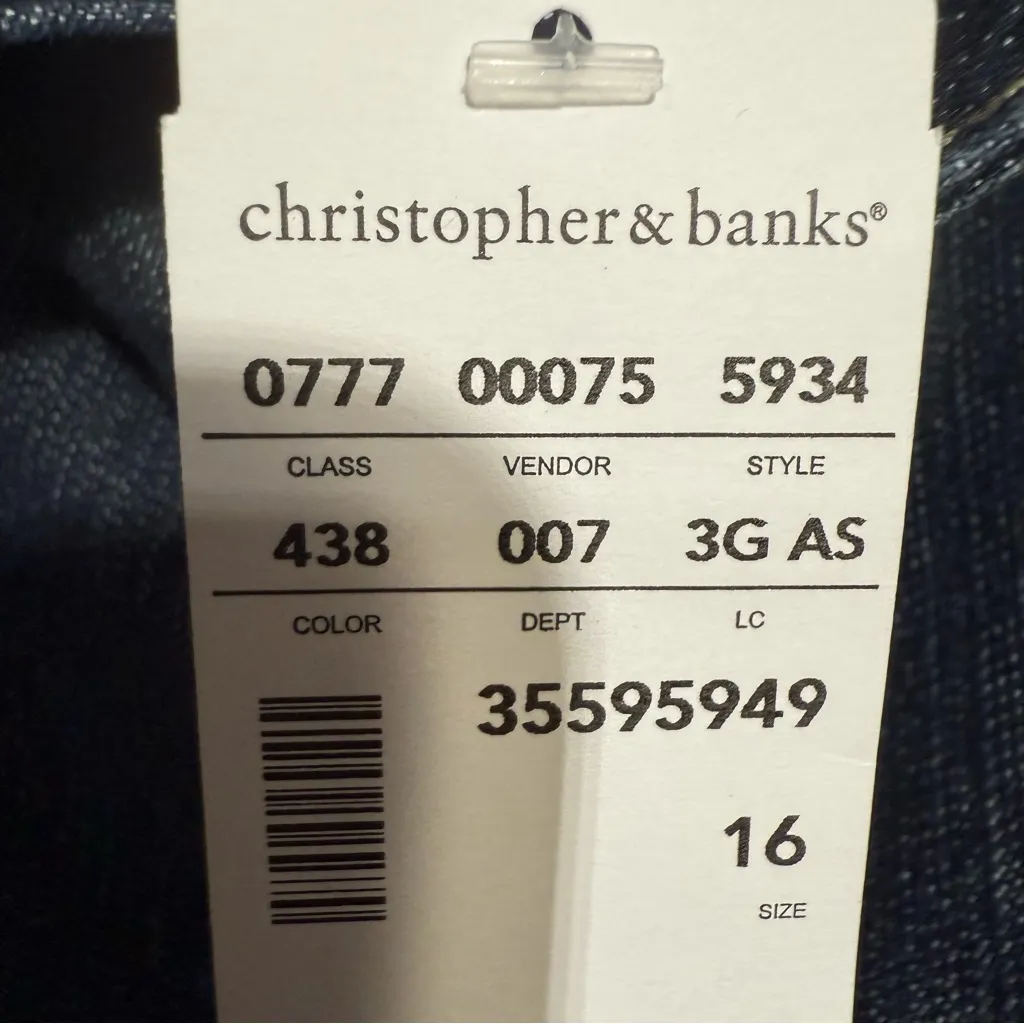 christopher & banks®
0777 00075 5934
CLASS VENDOR STYLE
438 007 3G AS
COLOR DEPT LC
35595949
16
SIZE